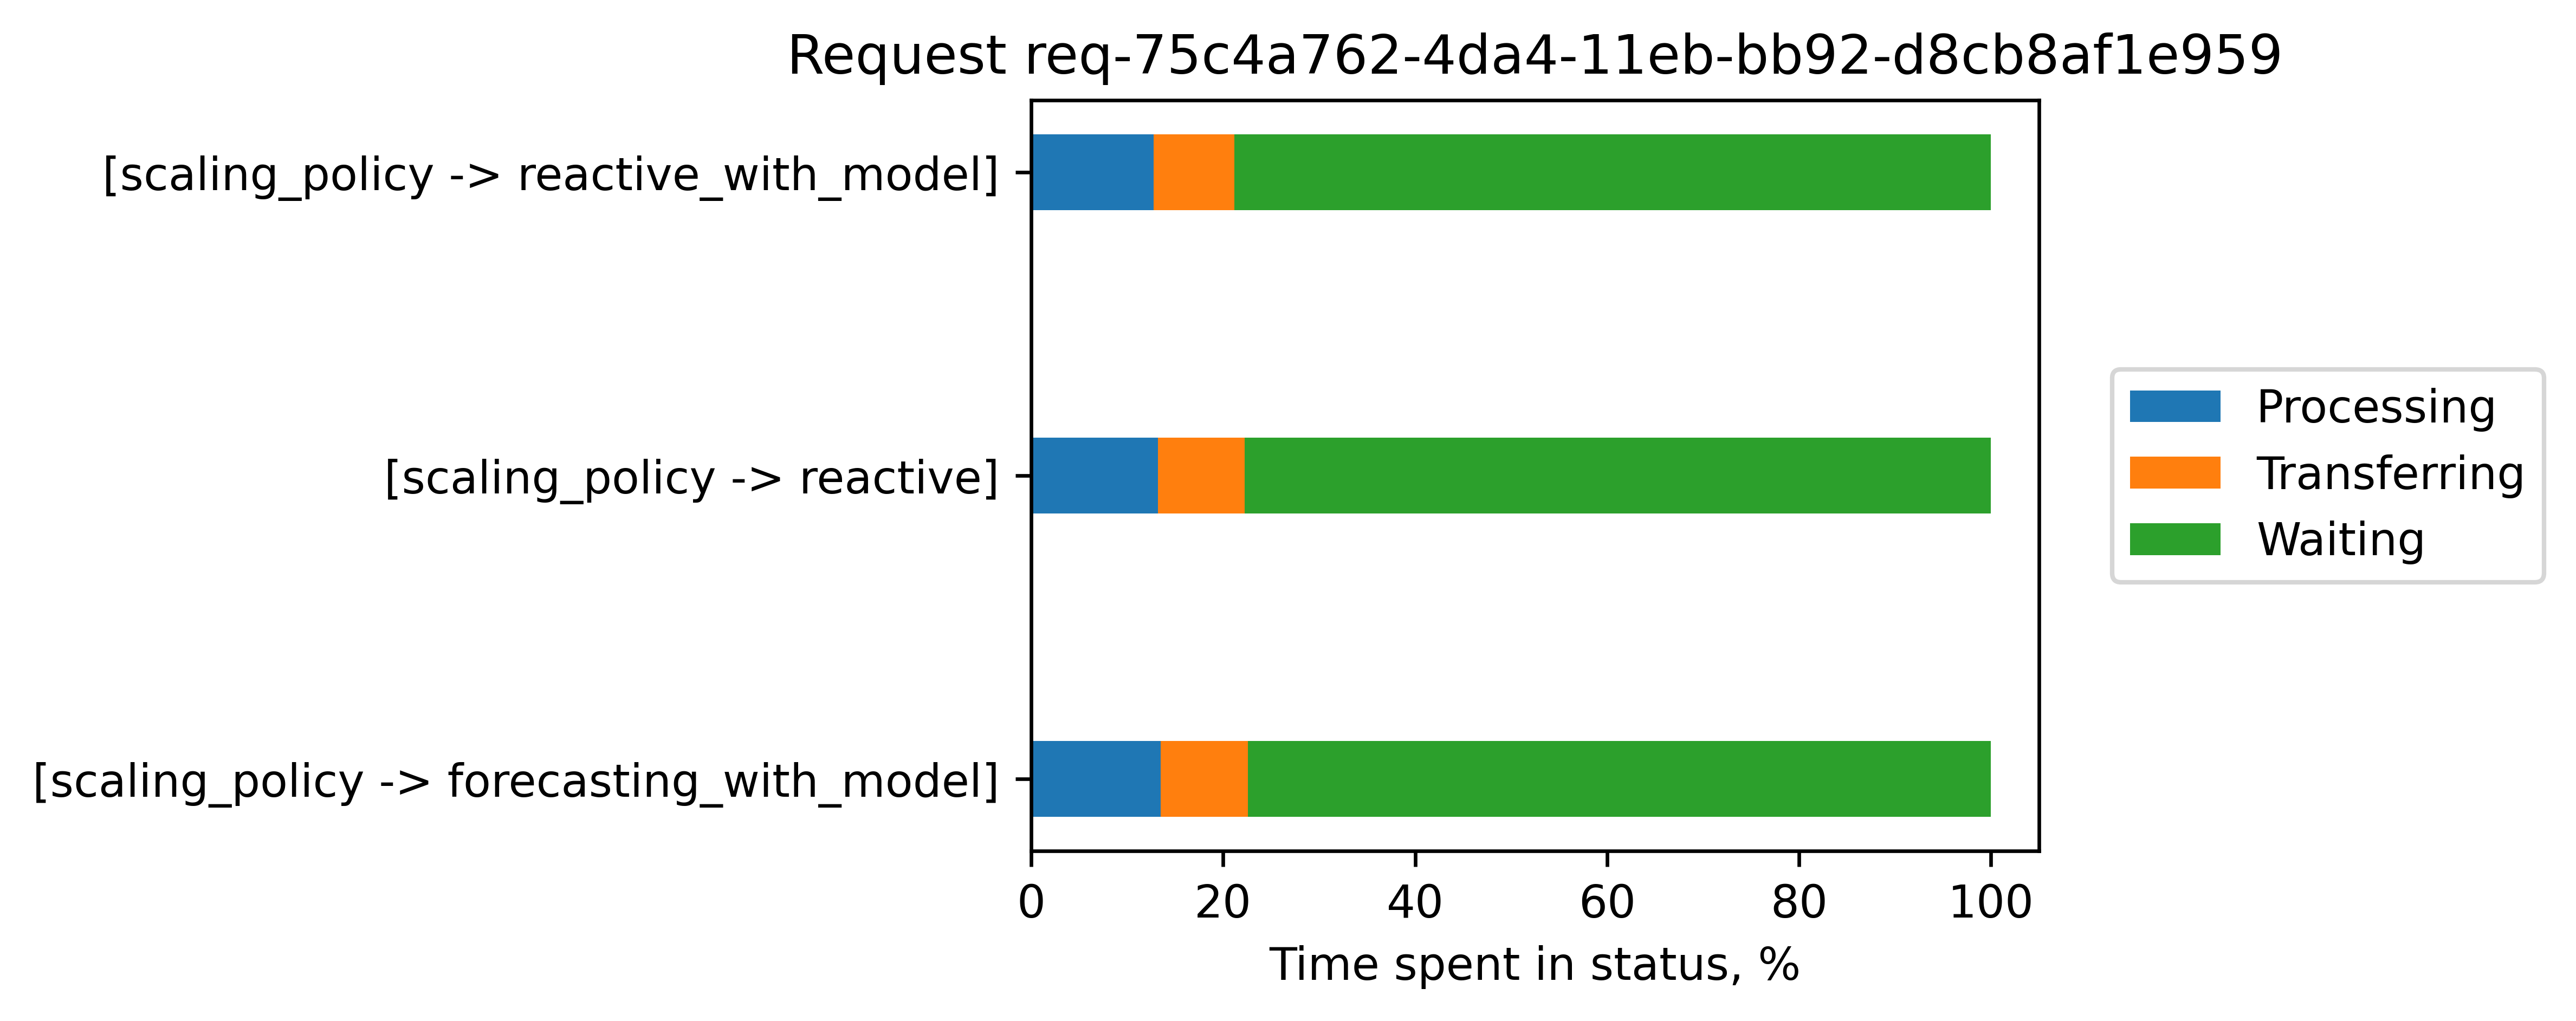 Request req-75c4a762-4da4-11eb-bb92-d8cb8af1e959
[scaling_policy -> reactive_with_model]
[scaling_policy -> reactive]
[scaling_policy -> forecasting_with_model]
Processing
Transferring
Waiting
0 20 40 60 80 100
Time spent in status, %